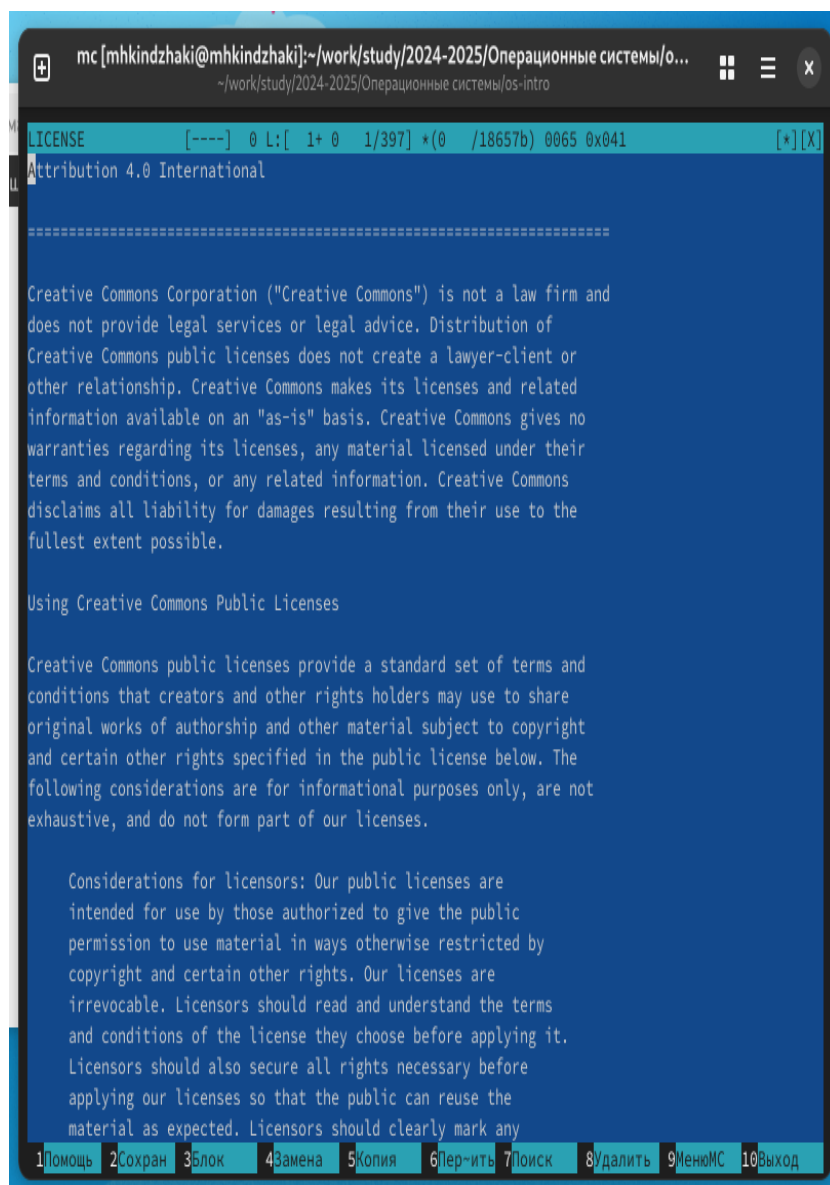 mc [mhkindzhaki@mhkindzhaki]:~/work/study/2024-2025/Операционные системы/o...
~/work/study/2024-2025/Операционные системы/os-intro
LICENSE [----] 0 L:[ 1+ 0 1/397] *(0 /18657b) 0065 0x041 [*][X]
Attribution 4.0 International
=======================================================================
Creative Commons Corporation ("Creative Commons") is not a law firm and
does not provide legal services or legal advice. Distribution of
Creative Commons public licenses does not create a lawyer-client or
other relationship. Creative Commons makes its licenses and related
information available on an "as-is" basis. Creative Commons gives no
warranties regarding its licenses, any material licensed under their
terms and conditions, or any related information. Creative Commons
disclaims all liability for damages resulting from their use to the
fullest extent possible.
Using Creative Commons Public Licenses
Creative Commons public licenses provide a standard set of terms and
conditions that creators and other rights holders may use to share
original works of authorship and other material subject to copyright
and certain other rights specified in the public license below. The
following considerations are for informational purposes only, are not
exhaustive, and do not form part of our licenses.
Considerations for licensors: Our public licenses are
intended for use by those authorized to give the public
permission to use material in ways otherwise restricted by
copyright and certain other rights. Our licenses are
irrevocable. Licensors should read and understand the terms
and conditions of the license they choose before applying it.
Licensors should also secure all rights necessary before
applying our licenses so that the public can reuse the
material as expected. Licensors should clearly mark any
1Помощь 2Сохран 3Блок 4Замена 5Копия 6Пер~ить 7Поиск 8Удалить 9МенюМС 10Выход